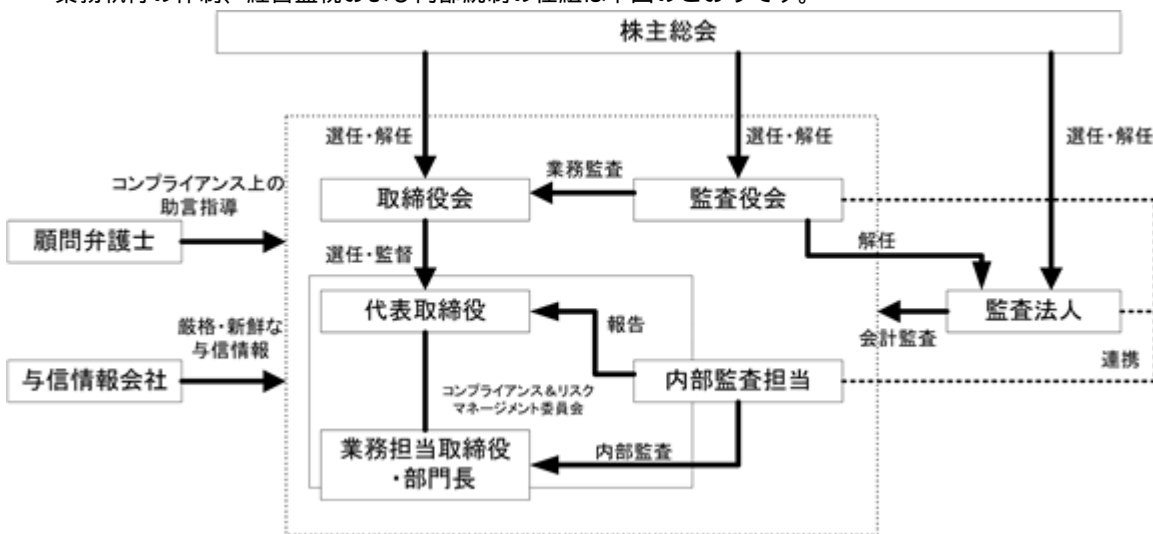 業務執行の体制、経営監視および内部統制の仕組は下図のとおりです。
株主総会
選任・解任
選任・解任
選任・解任
コンプライアンス上の
助言指導
業務監査
取締役会
監査役会
顧問弁護士
選任・監督
解任
代表取締役
監査法人
厳格・新鮮な
与信情報
報告
会計監査
連携
与信情報会社
内部監査担当
コンプライアンス&リスク
マネージメント委員会
業務担当取締役
・部門長
内部監査